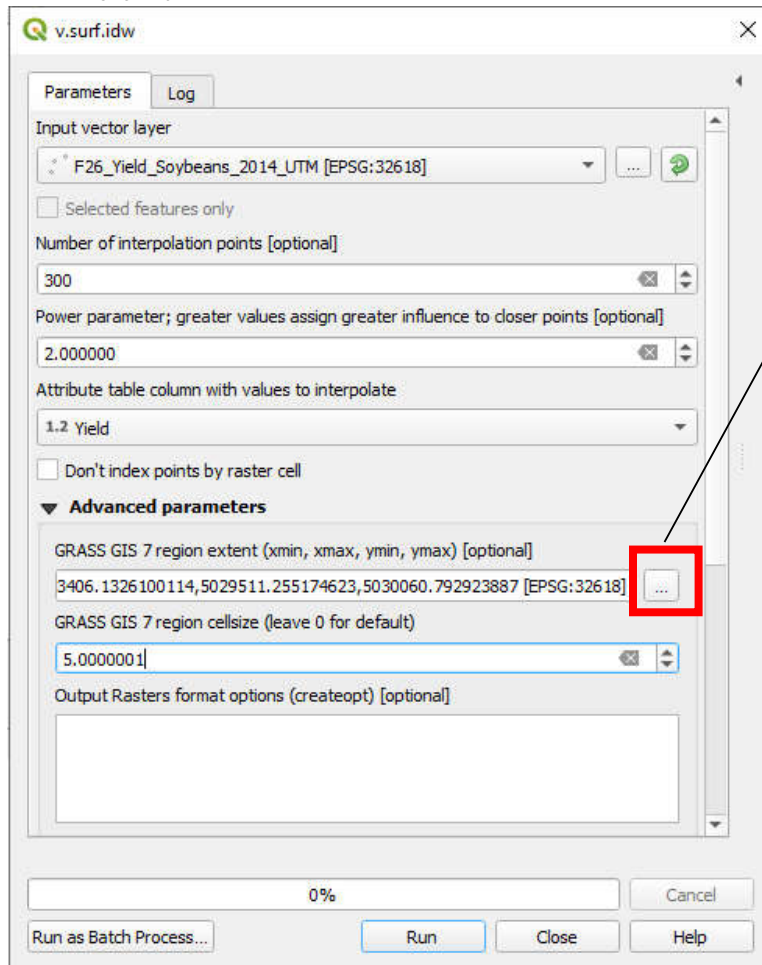 v.surf.idw
Parameters Log
Input vector layer
F26_Yield_Soybeans_2014_UTM [EPSG:32618] ...
Selected features only
Number of interpolation points [optional]
300
Power parameter; greater values assign greater influence to closer points [optional]
2.000000
Attribute table column with values to interpolate
1.2 Yield
Don't index points by raster cell
Advanced parameters
GRASS GIS 7 region extent (xmin, xmax, ymin, ymax) [optional]
3406.1326100114,5029511.255174623,5030060.792923887 [EPSG:32618] ...
GRASS GIS 7 region cellsize (leave 0 for default)
5.0000001
Output Rasters format options (createopt) [optional]
0% Cancel
Run as Batch Process... Run Close Help